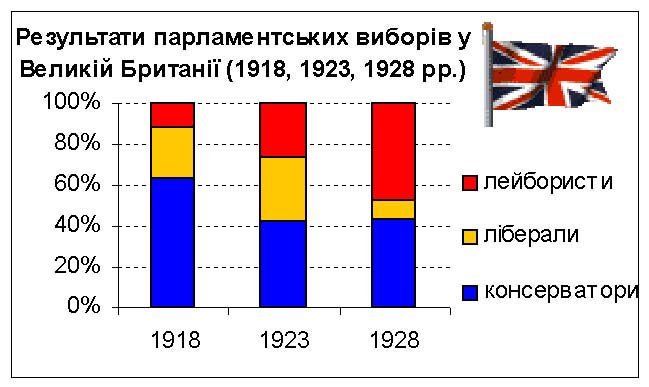 Результати парламентських виборів у
Великій Британії (1918, 1923, 1928 рр.)
100%
80%
60%
40%
20%
0%
1918
1923
1928
лейбористи
ліберали
консерватори